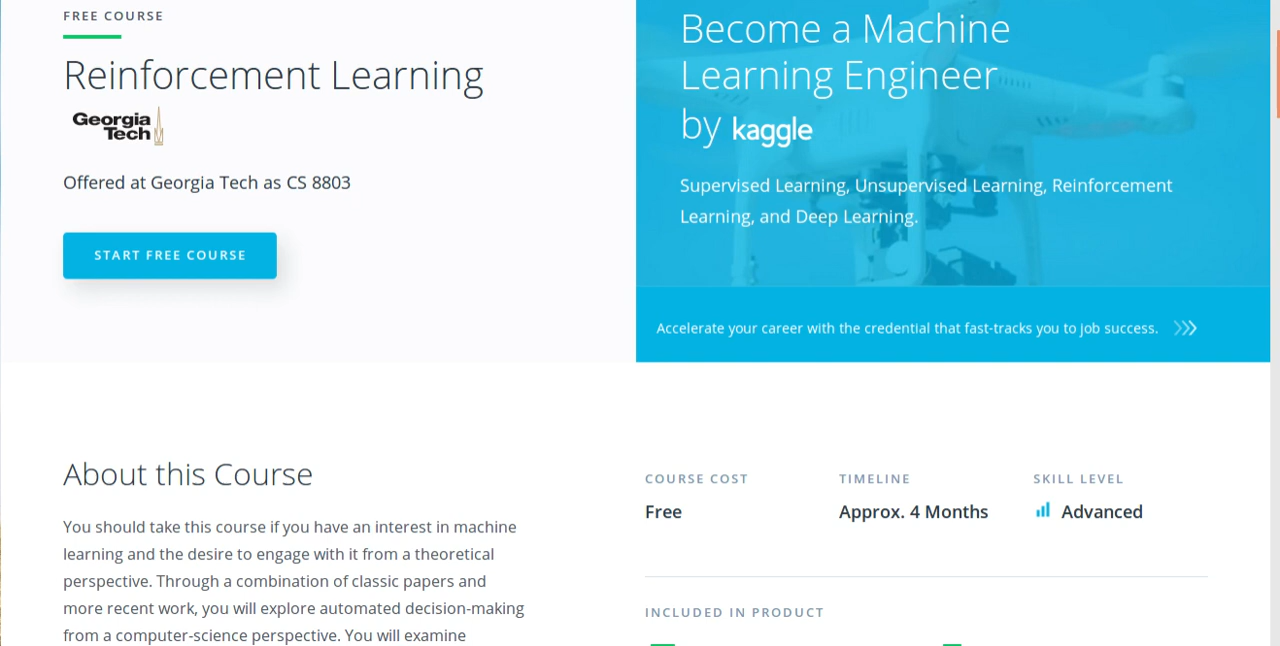 FREE COURSE
Reinforcement Learning
Georgia
Tech
Offered at Georgia Tech as CS 8803
START FREE COURSE
Become a Machine
Learning Engineer
by kaggle
Supervised Learning, Unsupervised Learning, Reinforcement
Learning, and Deep Learning.
Accelerate your career with the credential that fast-tracks you to job success.
About this Course
You should take this course if you have an interest in machine
learning and the desire to engage with it from a theoretical
perspective. Through a combination of classic papers and
more recent work, you will explore automated decision-making
from a computer-science perspective. You will examine
COURSE COST
Free
TIMELINE
Approx. 4 Months
SKILL LEVEL
Advanced
INCLUDED IN PRODUCT